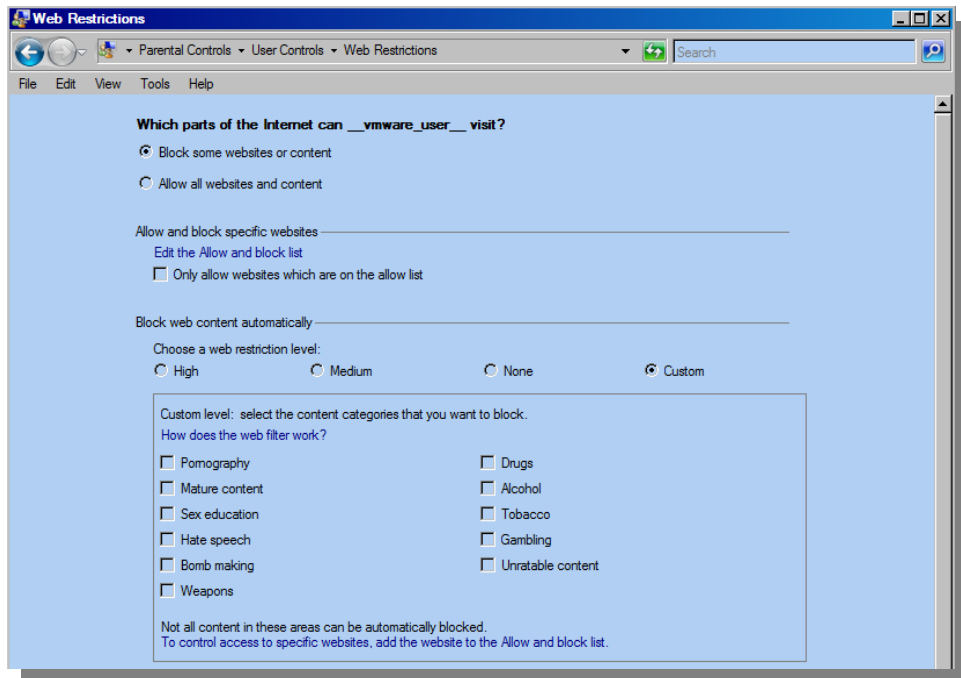 Web Restrictions
Parental Controls User Controls Web Restrictions Search
File Edit View Tools Help
Which parts of the Internet can __vmware_user__ visit?
Block some websites or content
Allow all websites and content
Allow and block specific websites
Edit the Allow and block list
Only allow websites which are on the allow list
Block web content automatically
Choose a web restriction level:
High Medium None Custom
Custom level: select the content categories that you want to block.
How does the web filter work?
Pornography Drugs
Mature content Alcohol
Sex education Tobacco
Hate speech Gambling
Bomb making Unratable content
Weapons
Not all content in these areas can be automatically blocked.
To control access to specific websites, add the website to the Allow and block list.